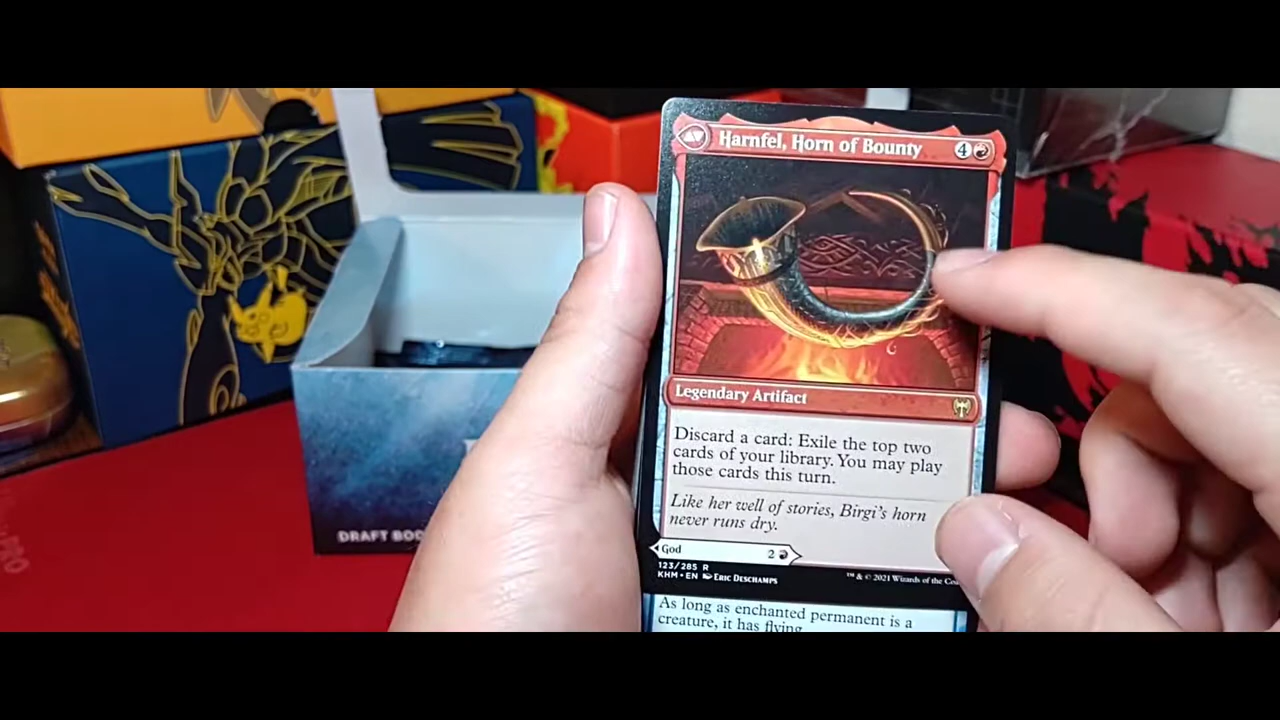 Harnfel, Horn of Bounty 4
Legendary Artifact
Discard a card: Exile the top two
cards of your library. You may play
those cards this turn.
Like her well of stories, Birgi's horn
never runs dry.
God 2
123/285 R
KHM • EN Eric Deschamps
™ & © 2021 Wizards of the
As long as enchanted permanent is a
creature, it has flying
DRAFT